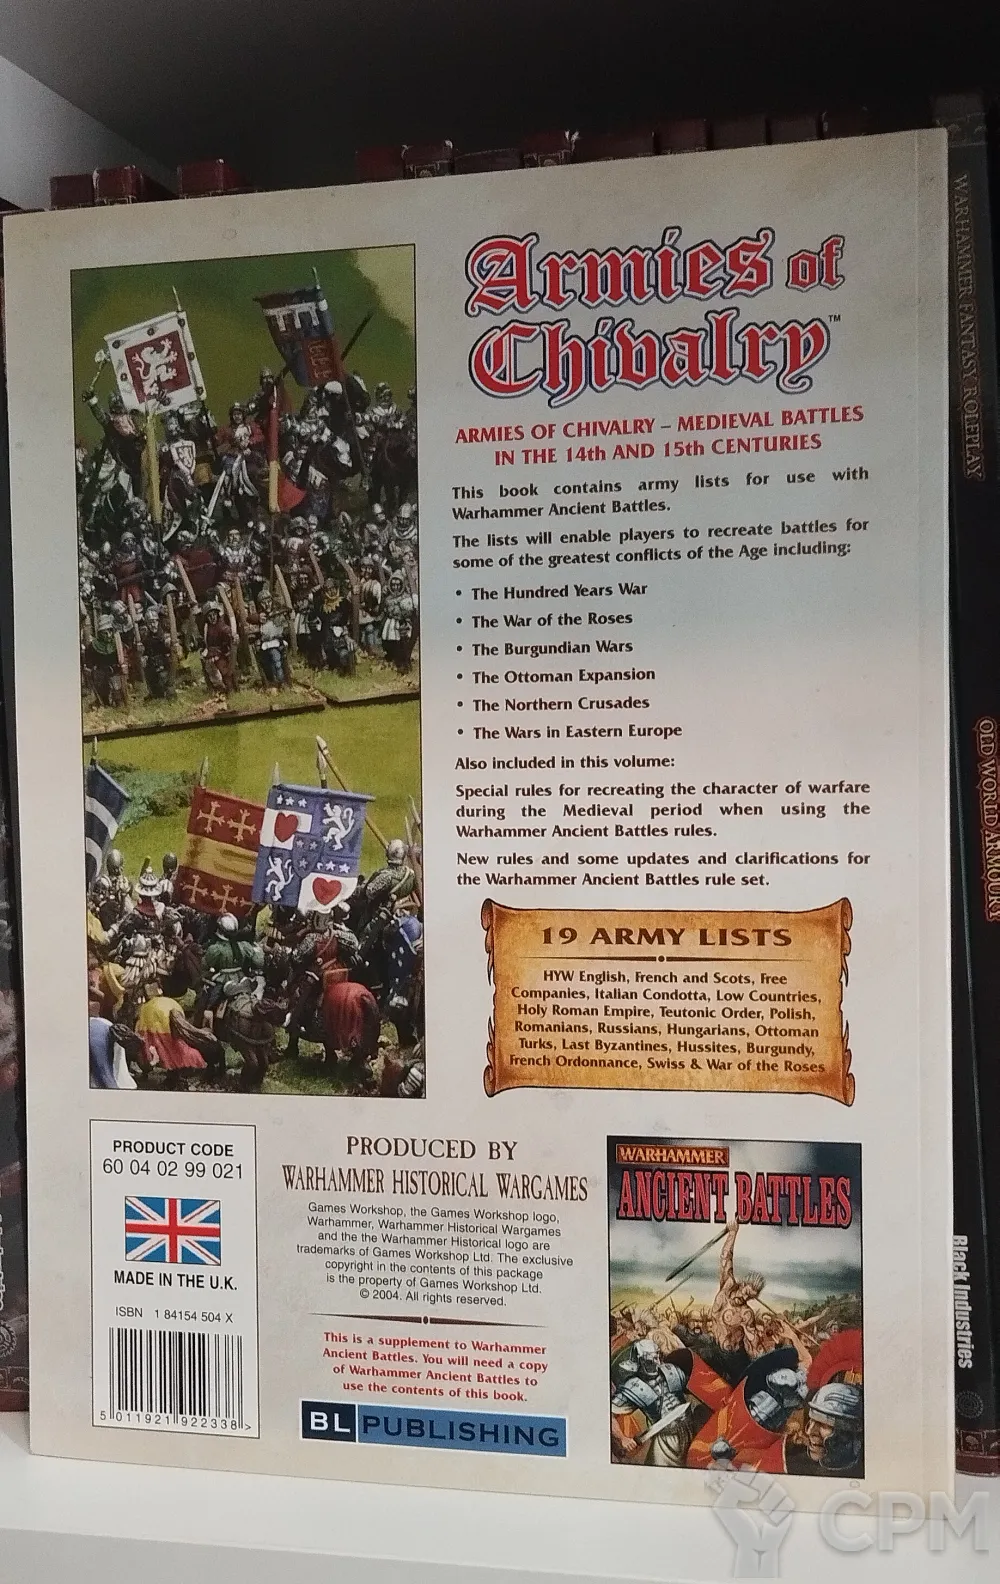 Armies of
Chivalry™
ARMIES OF CHIVALRY – MEDIEVAL BATTLES
IN THE 14th AND 15th CENTURIES
This book contains army lists for use with
Warhammer Ancient Battles.
The lists will enable players to recreate battles for
some of the greatest conflicts of the Age including:
• The Hundred Years War
• The War of the Roses
• The Burgundian Wars
• The Ottoman Expansion
• The Northern Crusades
• The Wars in Eastern Europe
Also included in this volume:
Special rules for recreating the character of warfare
during the Medieval period when using the
Warhammer Ancient Battles rules.
New rules and some updates and clarifications for
the Warhammer Ancient Battles rule set.
19 ARMY LISTS
HYW English, French and Scots, Free
Companies, Italian Condotta, Low Countries,
Holy Roman Empire, Teutonic Order, Polish,
Romanians, Russians, Hungarians, Ottoman
Turks, Last Byzantines, Hussites, Burgundy,
French Ordonnance, Swiss & War of the Roses
PRODUCT CODE
60 04 02 99 021
MADE IN THE U.K.
ISBN 1 84154 504 X
5 011921 922338 >
PRODUCED BY
WARHAMMER HISTORICAL WARGAMES
Games Workshop, the Games Workshop logo,
Warhammer, Warhammer Historical Wargames
and the the Warhammer Historical logo are
trademarks of Games Workshop Ltd. The exclusive
copyright in the contents of this package
is the property of Games Workshop Ltd.
© 2004. All rights reserved.
This is a supplement to Warhammer
Ancient Battles. You will need a copy
of Warhammer Ancient Battles to
use the contents of this book.
BL PUBLISHING
WARHAMMER
ANCIENT BATTLES
WARHAMMER FANTASY ROLEPLAY
OLD WORLD ARMOURY
Black Industries
CPM